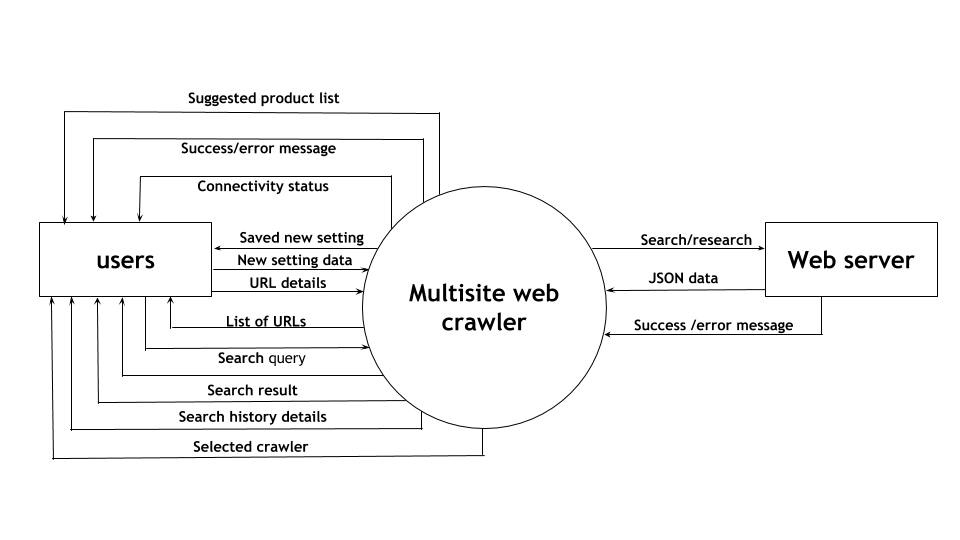 Suggested product list
Success/error message
Connectivity status
Saved new setting
New setting data
URL details
users
List of URLs
Search query
Search result
Search history details
Selected crawler
Multisite web
crawler
Search/research
JSON data
Success /error message
Web server